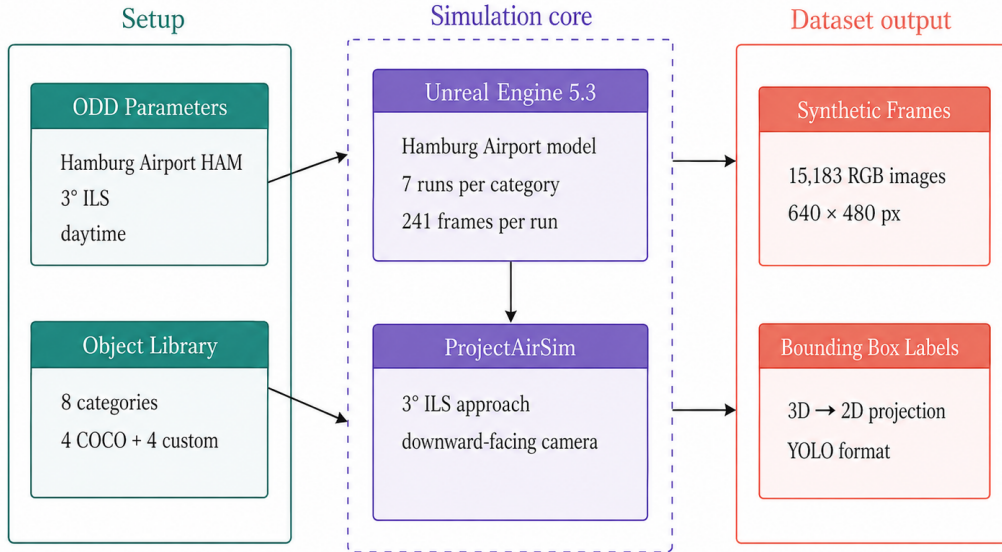 Setup
ODD Parameters
Hamburg Airport HAM
3° ILS
daytime
Object Library
8 categories
4 COCO + 4 custom
Simulation core
Unreal Engine 5.3
Hamburg Airport model
7 runs per category
241 frames per run
ProjectAirSim
3° ILS approach
downward-facing camera
Dataset output
Synthetic Frames
15,183 RGB images
640 × 480 px
Bounding Box Labels
3D → 2D projection
YOLO format